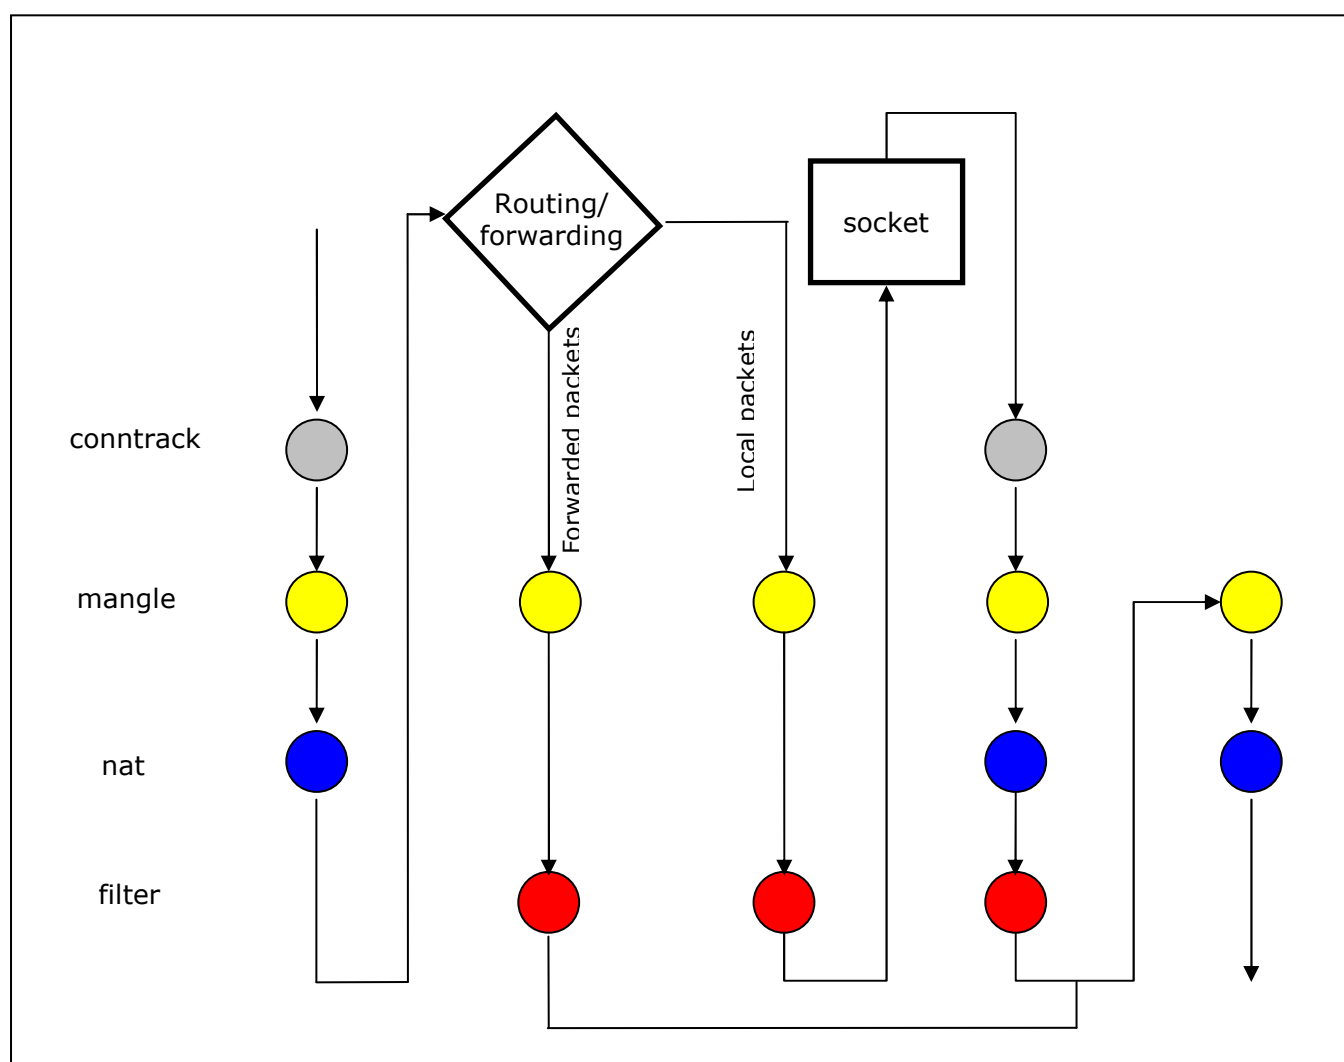 Routing/
forwarding
socket
Forwarded packets
Local packets
conntrack
mangle
nat
filter